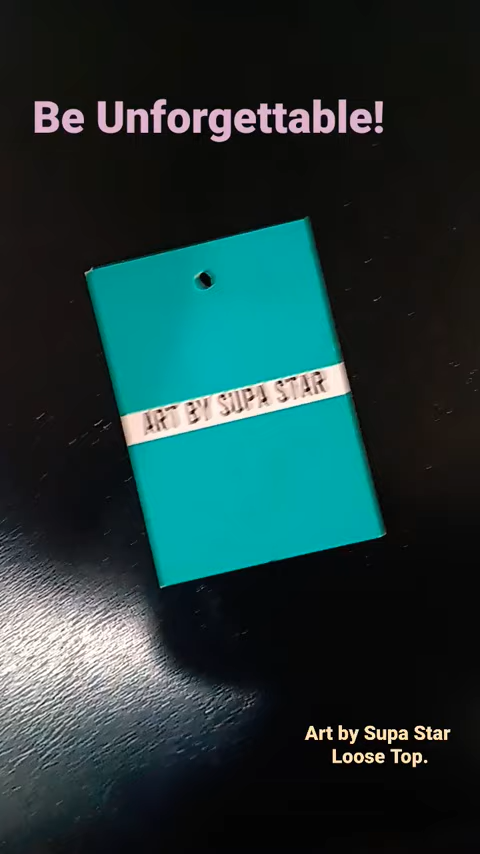 Be Unforgettable!
ART BY SUPA STAR
Art by Supa Star
Loose Top.